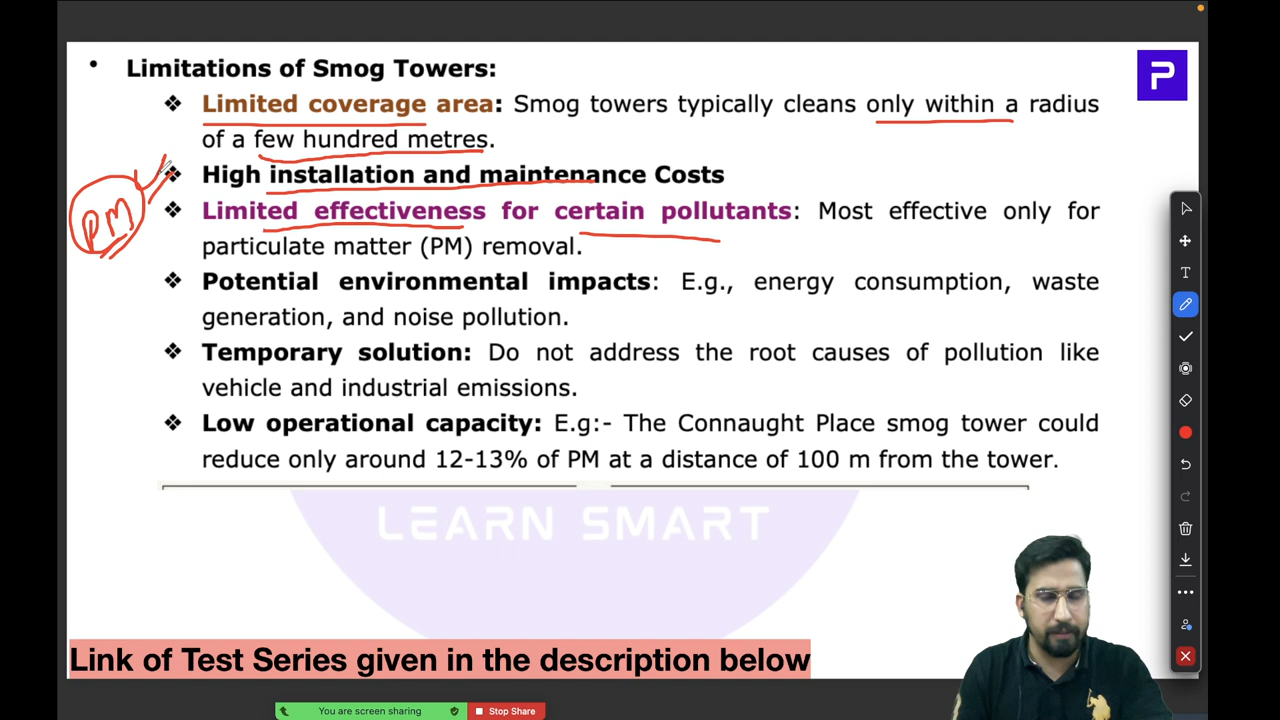 • Limitations of Smog Towers:
❖ Limited coverage area: Smog towers typically cleans only within a radius
of a few hundred metres.
❖ High installation and maintenance Costs
❖ Limited effectiveness for certain pollutants: Most effective only for
particulate matter (PM) removal.
PM
❖ Potential environmental impacts: E.g., energy consumption, waste
generation, and noise pollution.
❖ Temporary solution: Do not address the root causes of pollution like
vehicle and industrial emissions.
❖ Low operational capacity: E.g:- The Connaught Place smog tower could
reduce only around 12-13% of PM at a distance of 100 m from the tower.
LEARN SMART
Link of Test Series given in the description below
You are screen sharing
Stop Share
P
T